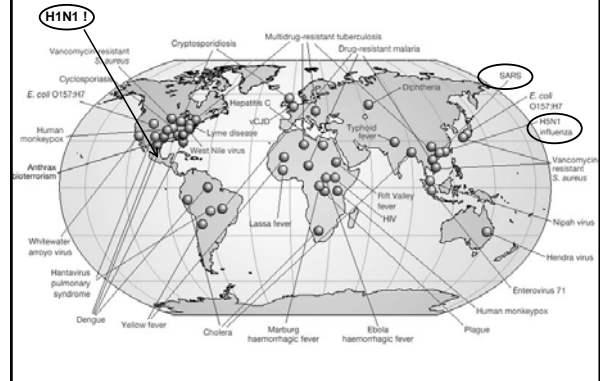 H1N1 !
Vancomycin-resistant
S. aureus
Cryptosporidiosis
Multidrug-resistant tuberculosis
Drug-resistant malaria
Cyclosporiasis
E. coli O157:H7
Hepatitis C
vCJD
Diphtheria
SARS
E. coli
O157:H7
H5N1
influenza
Human
monkeypox
Lyme disease
West Nile virus
Typhoid
fever
Anthrax
bioterrorism
Vancomycin-
resistant
S. aureus
Rift Valley
fever
HIV
Lassa fever
Nipah virus
Whitewater
arroyo virus
Hendra virus
Hantavirus
pulmonary
syndrome
Enterovirus 71
Dengue
Yellow fever
Cholera
Marburg
haemorrhagic fever
Ebola
haemorrhagic fever
Plague
Human monkeypox